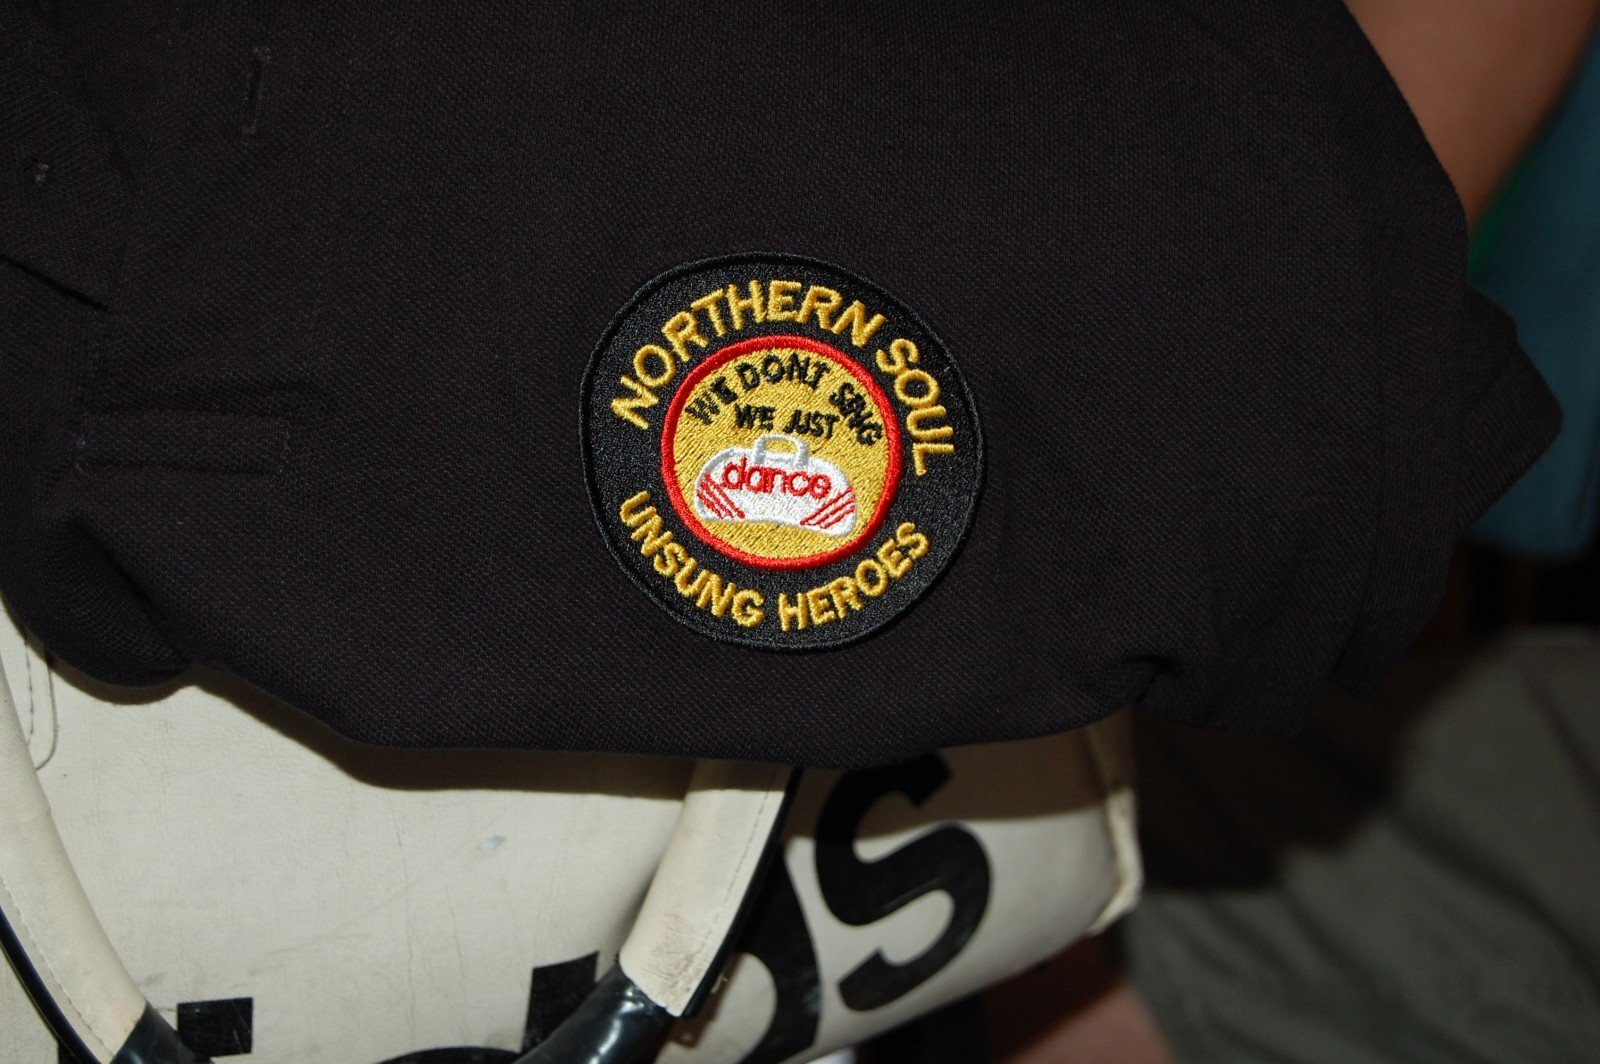 NORTHERN SOUL
WE DON'T SING
WE JUST
dance
UNSUNG HEROES